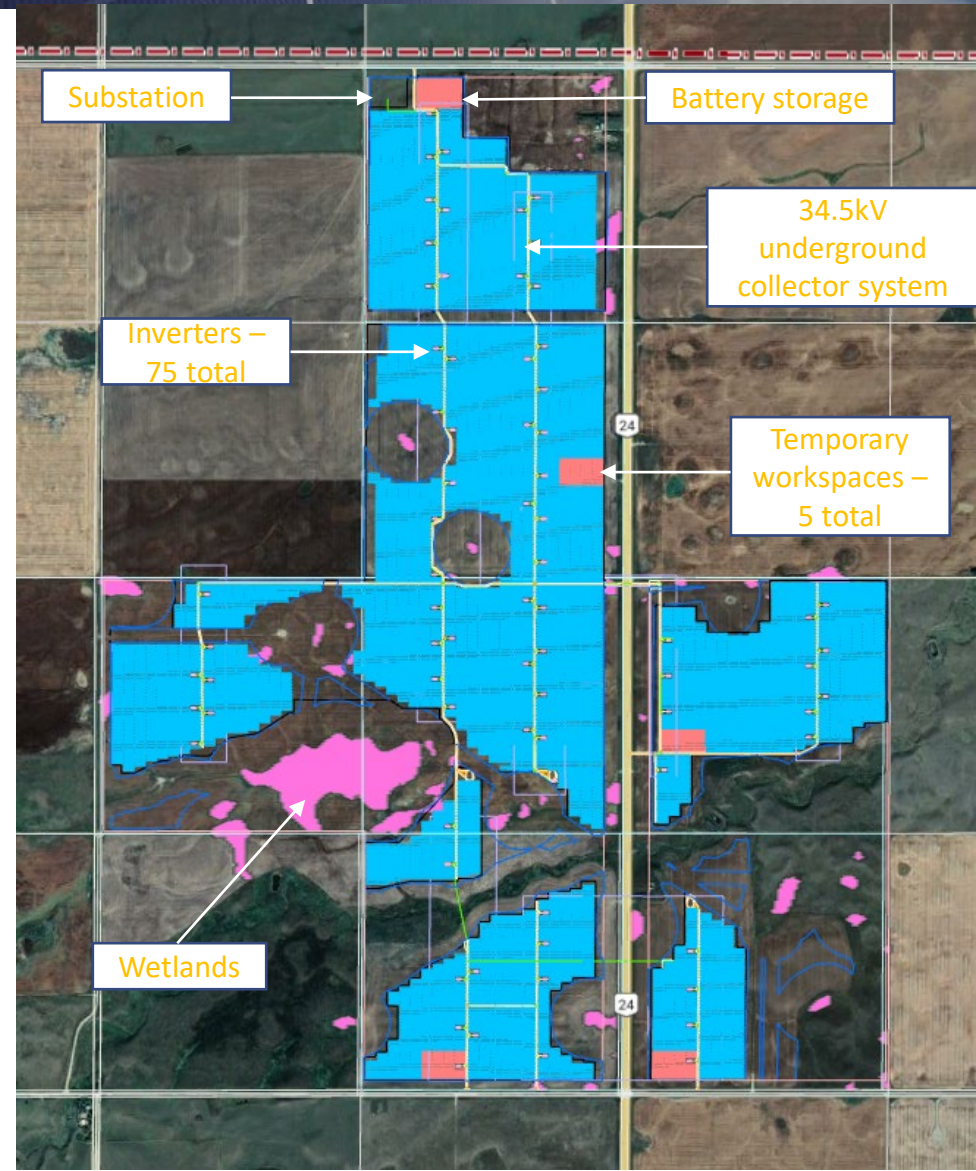 Substation
Battery storage
34.5kV
underground
collector system
Inverters –
75 total
24
Temporary
workspaces –
5 total
Wetlands
24